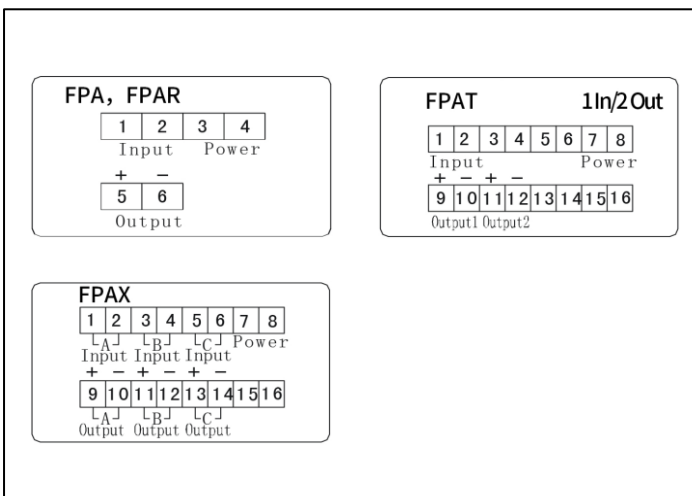 FPA, FPAR
1 2 3 4
Input Power
+ −
5 6
Output
FPAT 1In/2Out
1 2 3 4 5 6 7 8
Input Power
+ − + −
9 10 11 12 13 14 15 16
Output1 Output2
FPAX
1 2 3 4 5 6 7 8
A B C Power
Input Input Input
+ − + − + −
9 10 11 12 13 14 15 16
A B C
Output Output Output